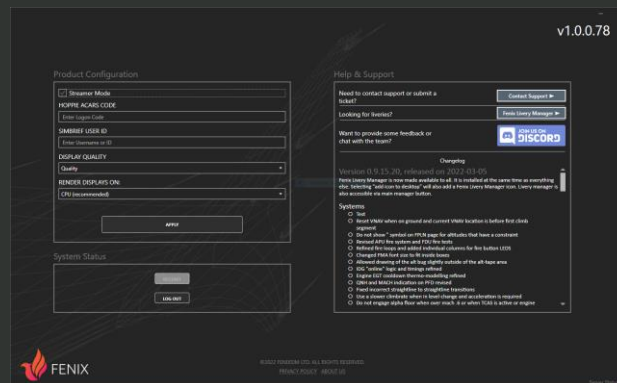 v1.0.0.78
Product Configuration
Streamer Mode
HOPPIE ACARS CODE
Enter Logon Code
SIMBRIEF USER ID
Enter Username or ID
DISPLAY QUALITY
Quality
RENDER DISPLAYS ON:
CPU (recommended)
APPLY
System Status
LOG OUT
Help & Support
Need to contact support or submit a
ticket?
Contact Support
Looking for liveries?
Fenix Livery Manager
Want to provide some feedback or
chat with the team?
JOIN US ON
DISCORD
Changelog
Version 0.9.15.20, released on 2022-03-05
Fenix Livery Manager is now made available to all. It is installed at the same time as everything
else. Selecting "add icon to desktop" will also add a Fenix Livery Manager icon. Livery manager is
also accessible via main manager button.
Systems
Test
Reset VNAV when on ground and current VNAV location is before first climb
segment
Do not show " symbol on FPLN page for altitudes that have a constraint
Revised APU fire system and FDU fire tests
Refined fire loops and added individual columns for fire button LEDS
Changed FMA font size to fit inside boxes
Allowed drawing of the alt bug slightly outside of the alt-tape area
IDG "online" logic and timings refined
Engine EGT cooldown thermo-modelling refined
QNH and MACH indication on PFD revised
Fixed incorrect straightline to straightline transitions
Use a slower climbrate when in level-change and acceleration is required
Do not engage alpha floor when over mach .6 or when TCAS is active or engine
FENIX
©2022 FENIXSIM LTD. ALL RIGHTS RESERVED.
PRIVACY POLICY ABOUT US